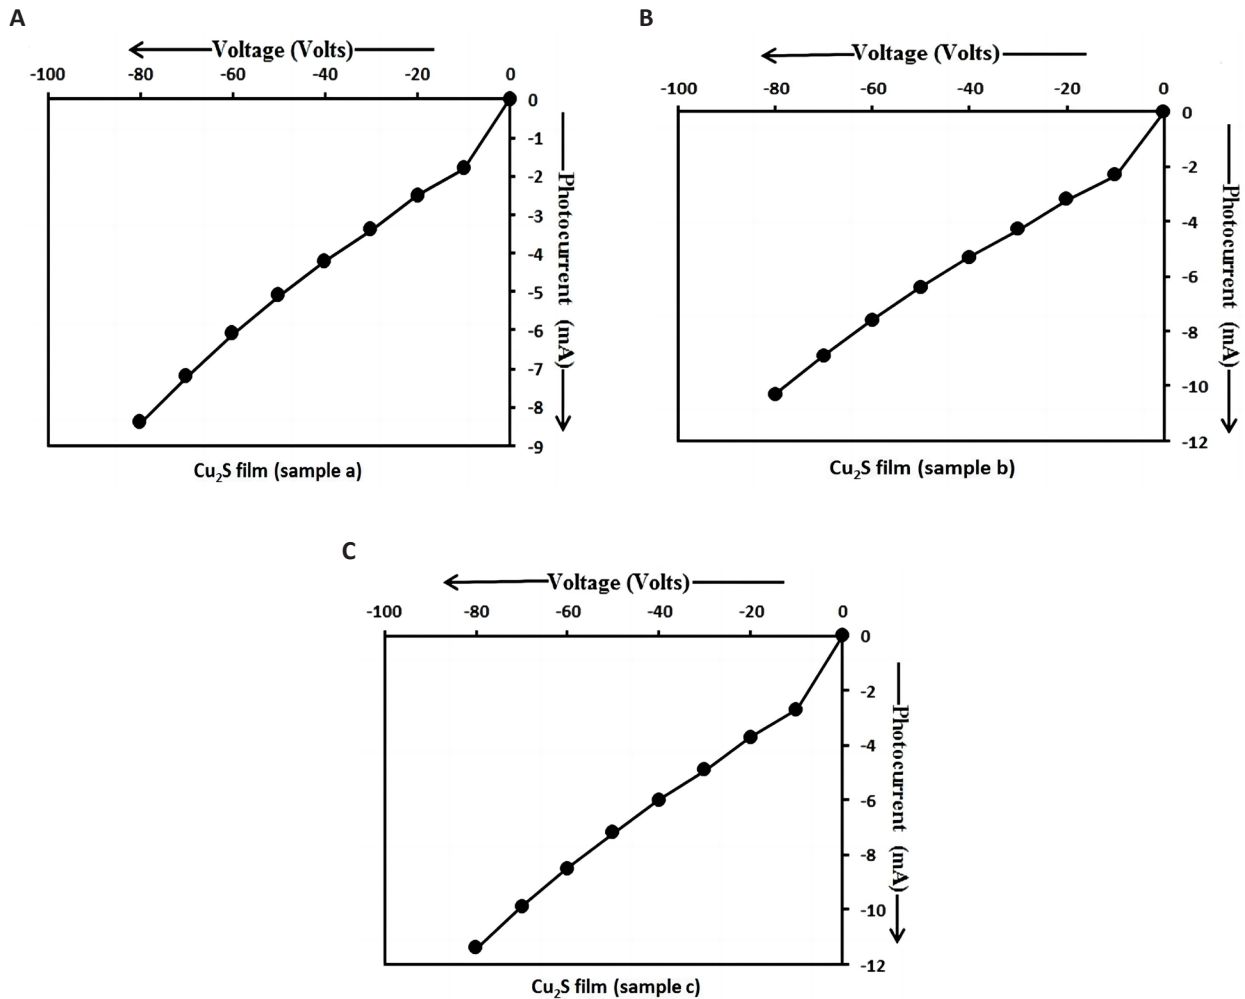 A
Voltage (Volts)
-100 -80 -60 -40 -20 0
0
-1
-2
-3
-4
-5
-6
-7
-8
-9
Photocurrent (mA)
Cu₂S film (sample a)
B
Voltage (Volts)
-100 -80 -60 -40 -20 0
0
-2
-4
-6
-8
-10
-12
Photocurrent (mA)
Cu₂S film (sample b)
C
Voltage (Volts)
-100 -80 -60 -40 -20 0
0
-2
-4
-6
-8
-10
-12
Photocurrent (mA)
Cu₂S film (sample c)